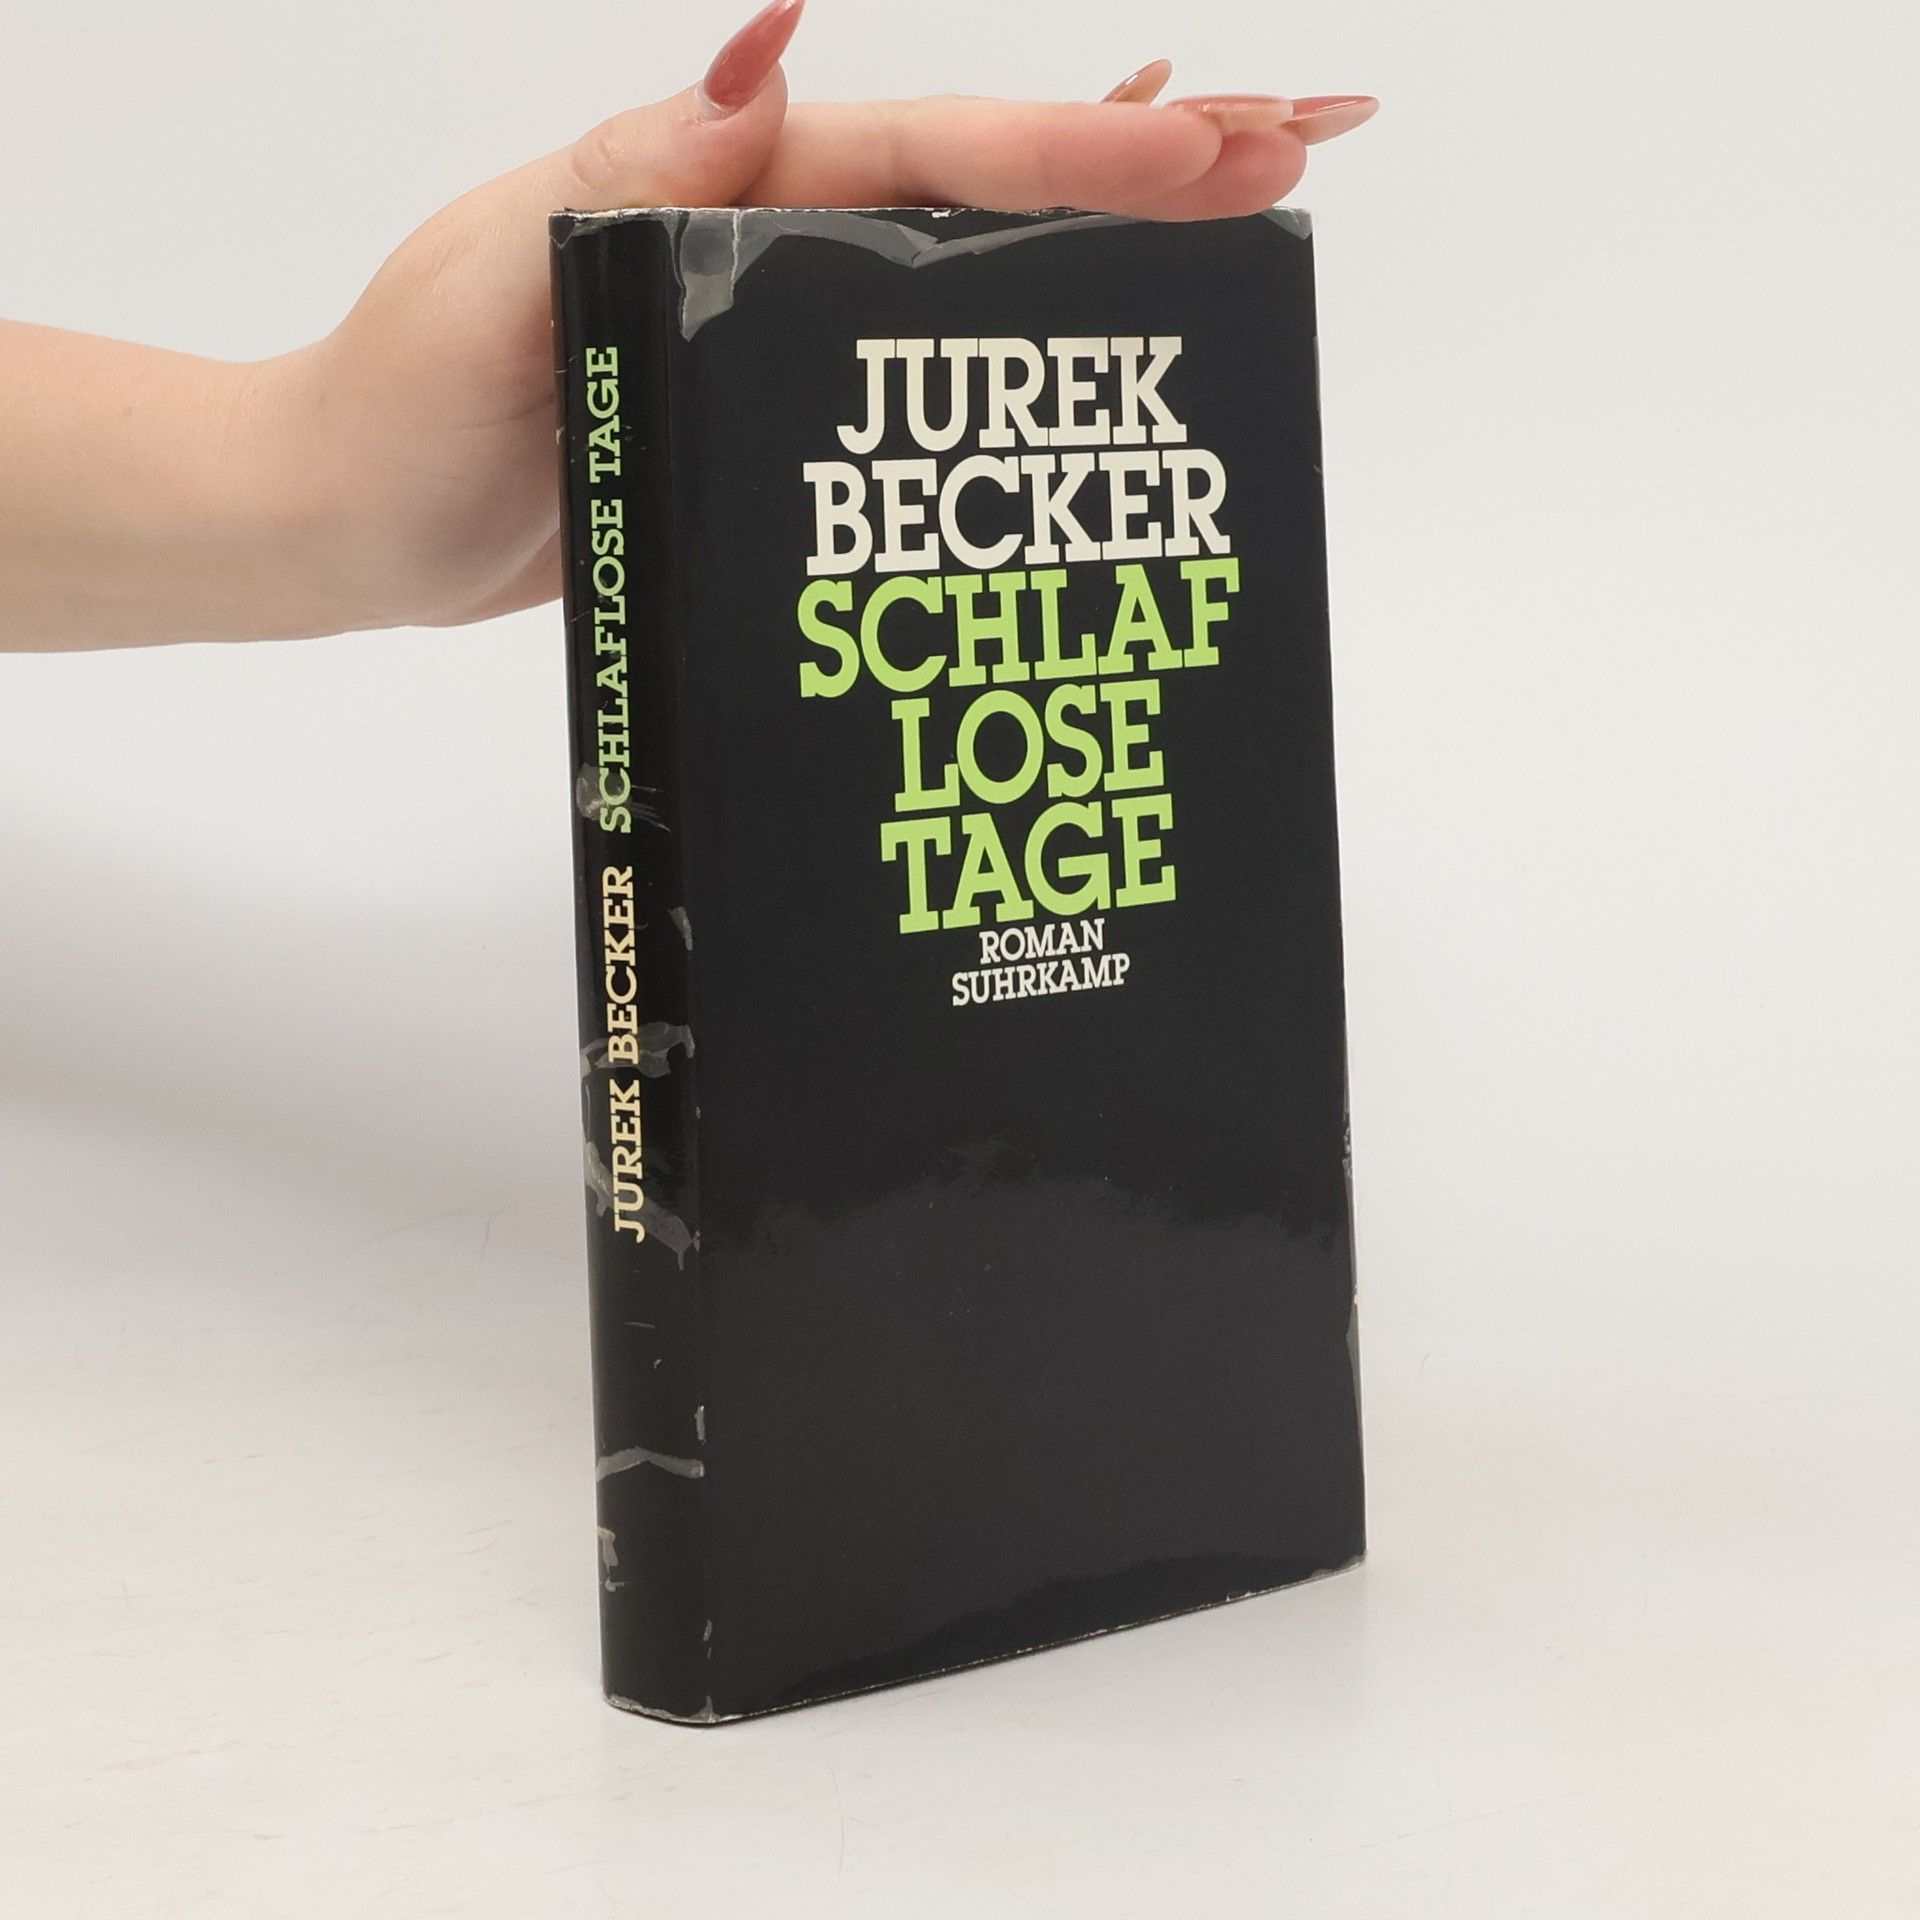 JUREK BECKER SCHLAFLOSE TAGE
JUREK
BECKER
SCHLAF
LOSE
TAGE
ROMAN
SUHRKAMP